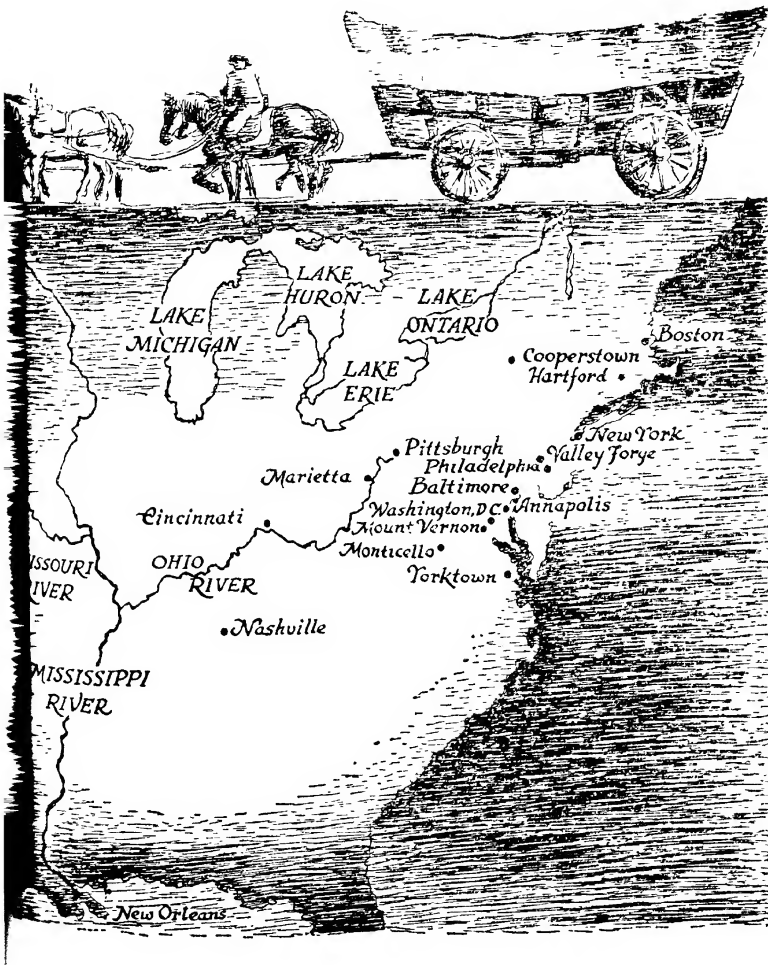 LAKE
HURON
LAKE
MICHIGAN
LAKE
ONTARIO
LAKE
ERIE
Boston
Cooperstown
Hartford
New York
Pittsburgh
Valley Forge
Philadelphia
Marietta
Baltimore
Washington, D.C.
Annapolis
Cincinnati
Mount Vernon
Monticello
OHIO
RIVER
ISSOURI
IVER
Yorktown
Nashville
MISSISSIPPI
RIVER
New Orleans